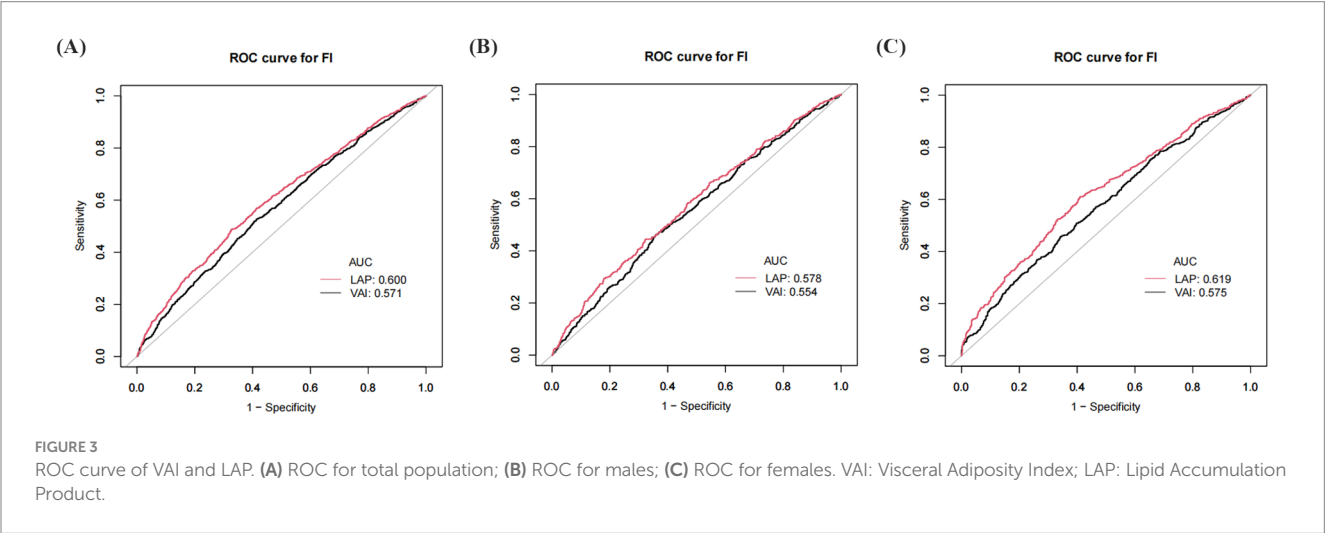 (A)
ROC curve for FI
Sensitivity
1.0
0.8
0.6
0.4
0.2
0.0
AUC
LAP: 0.600
VAI: 0.571
0.0 0.2 0.4 0.6 0.8 1.0
1 − Specificity
(B)
ROC curve for FI
Sensitivity
1.0
0.8
0.6
0.4
0.2
0.0
AUC
LAP: 0.578
VAI: 0.554
0.0 0.2 0.4 0.6 0.8 1.0
1 − Specificity
(C)
ROC curve for FI
Sensitivity
1.0
0.8
0.6
0.4
0.2
0.0
AUC
LAP: 0.619
VAI: 0.575
0.0 0.2 0.4 0.6 0.8 1.0
1 − Specificity
FIGURE 3
ROC curve of VAI and LAP. (A) ROC for total population; (B) ROC for males; (C) ROC for females. VAI: Visceral Adiposity Index; LAP: Lipid Accumulation
Product.